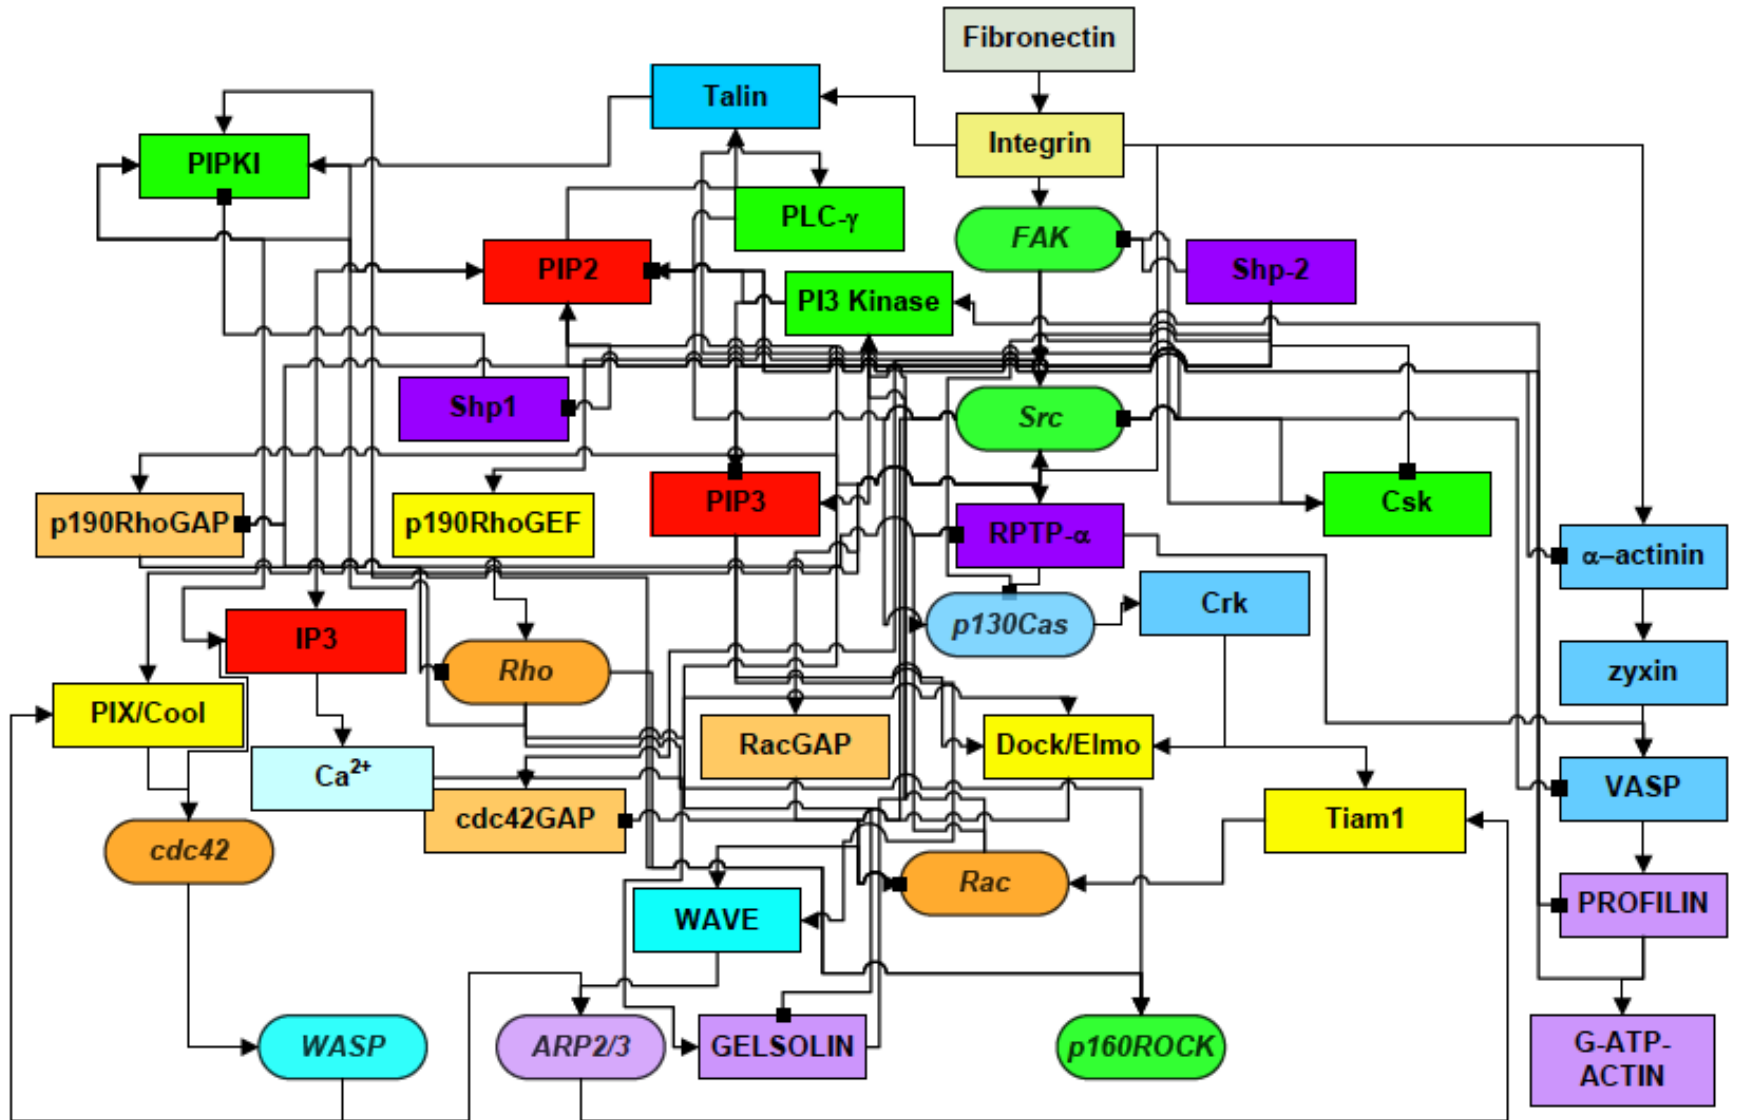 Fibronectin
Talin
Integrin
PIPKI
PLC-γ
FAK
PIP2
Shp-2
PI3 Kinase
Shp1
Src
PIP3
Csk
p190RhoGAP
p190RhoGEF
RPTP-α
α–actinin
Crk
p130Cas
IP3
Rho
zyxin
PIX/Cool
RacGAP
Dock/Elmo
Ca²⁺
VASP
cdc42GAP
Tiam1
cdc42
Rac
PROFILIN
WAVE
WASP
ARP2/3
GELSOLIN
p160ROCK
G-ATP-
ACTIN